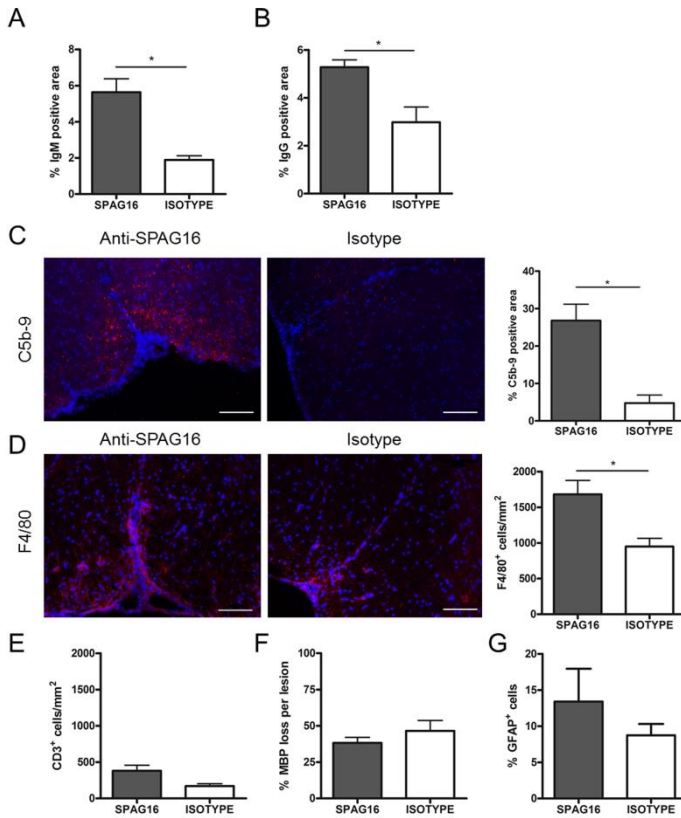 A
% IgM positive area
8
6
4
2
0
*
SPAG16 ISOTYPE
B
% IgG positive area
6
4
2
0
*
SPAG16 ISOTYPE
C
Anti-SPAG16 Isotype
C5b-9
% C5b-9 positive area
40
30
20
10
0
*
SPAG16 ISOTYPE
D
Anti-SPAG16 Isotype
F4/80
F4/80+ cells/mm²
2000
1500
1000
500
0
*
SPAG16 ISOTYPE
E
CD3+ cells/mm²
2000
1500
1000
500
0
SPAG16 ISOTYPE
F
% MBP loss per lesion
100
75
50
25
0
SPAG16 ISOTYPE
G
% GFAP+ cells
20
15
10
5
0
SPAG16 ISOTYPE